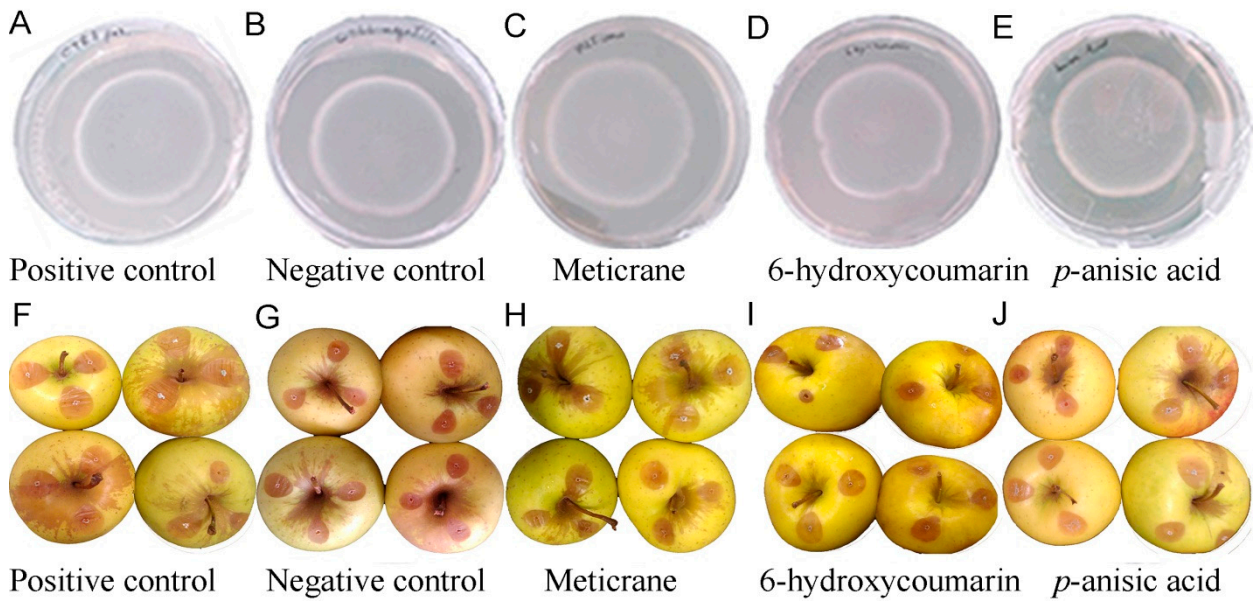 A B C D E
Positive control Negative control Meticrane 6-hydroxycoumarin p-anisic acid
F G H I J
Positive control Negative control Meticrane 6-hydroxycoumarin p-anisic acid